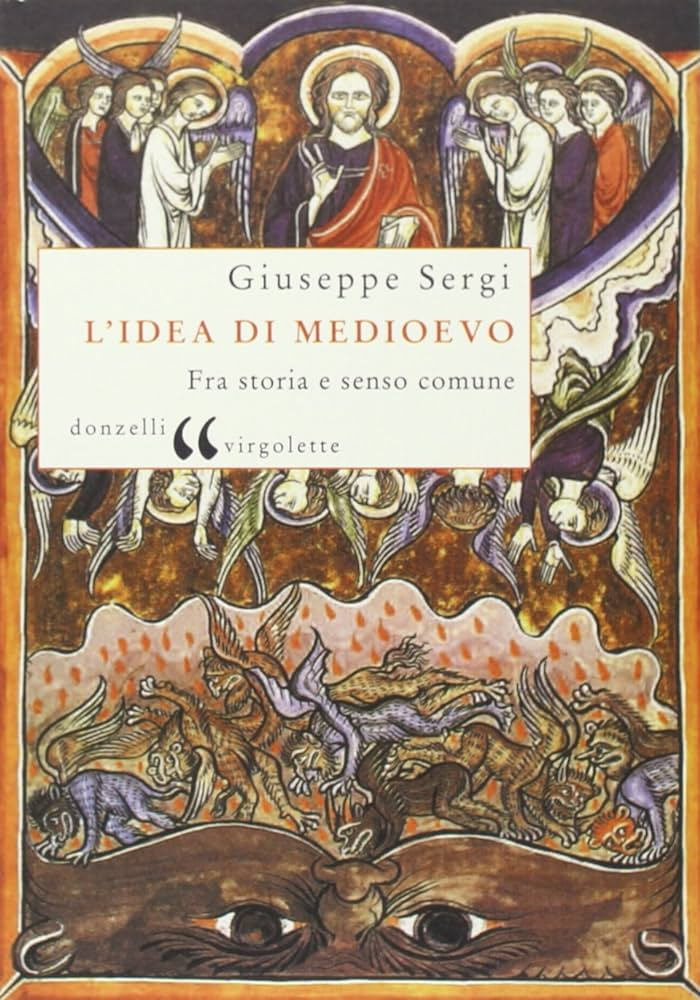 Giuseppe Sergi
L'IDEA DI MEDIOEVO
Fra storia e senso comune
donzelli “ virgolette